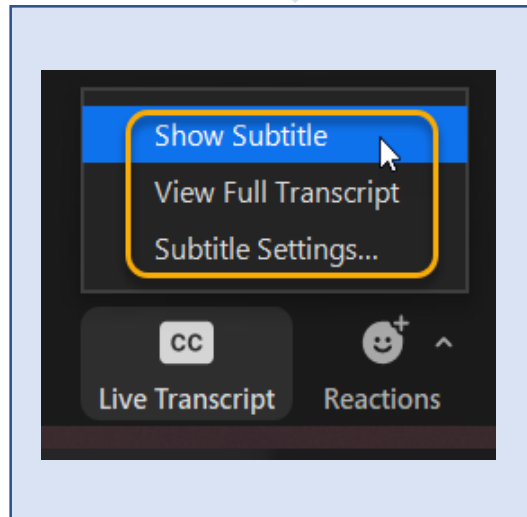 Show Subtitle
View Full Transcript
Subtitle Settings...
CC
Live Transcript
Reactions